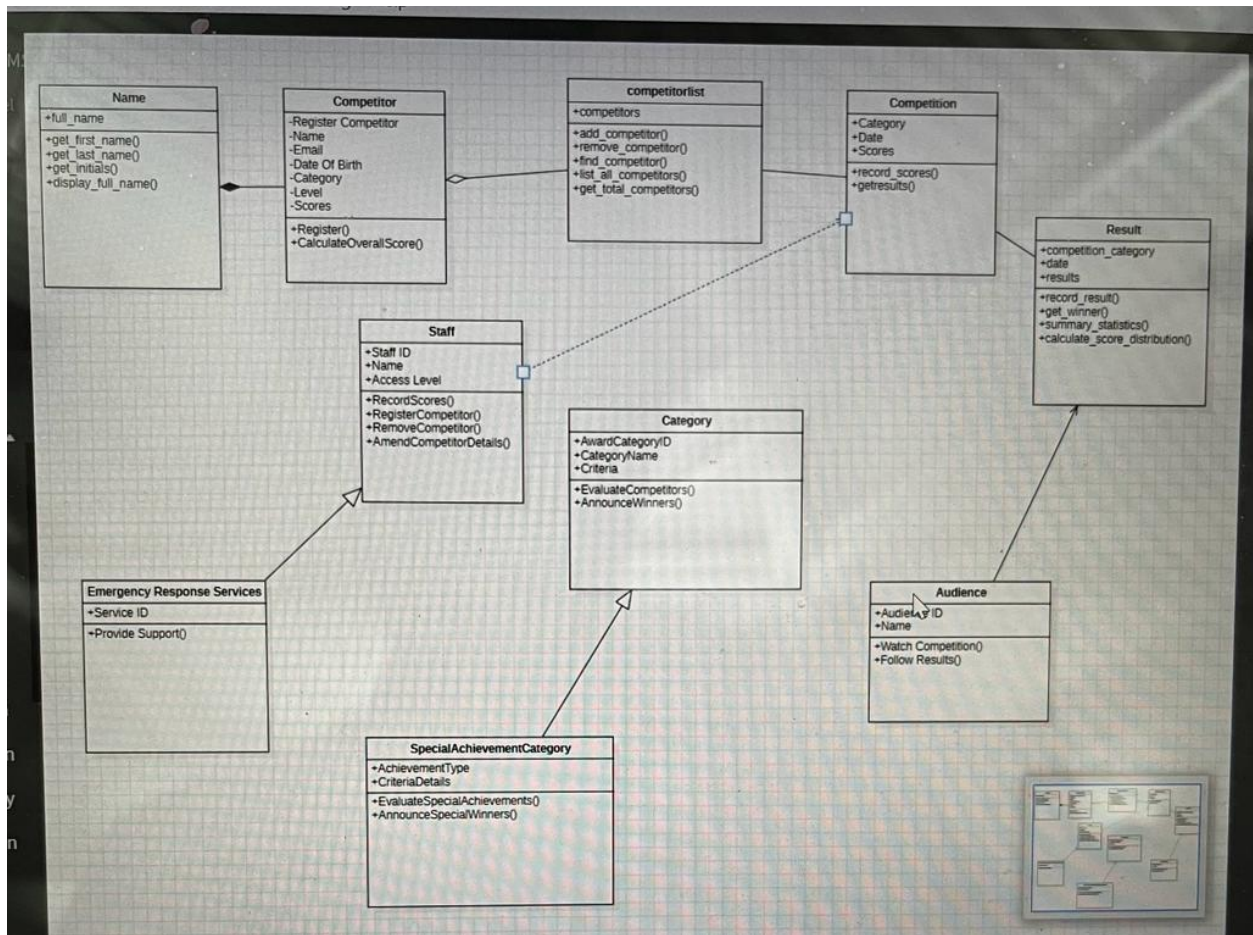 Name
+full_name
+get_first_name()
+get_last_name()
+get_initials()
+display_full_name()
Competitor
-Register Competitor
-Name
-Email
-Date Of Birth
-Category
-Level
-Scores
+Register()
+CalculateOverallScore()
competitorlist
+competitors
+add_competitor()
+remove_competitor()
+find_competitor()
+list_all_competitors()
+get_total_competitors()
Competition
+Category
+Date
+Scores
+record_scores()
+getresults()
Result
+competition_category
+date
+results
+record_result()
+get_winner()
+summary_statistics()
+calculate_score_distribution()
Staff
+Staff ID
+Name
+Access Level
+RecordScores()
+RegisterCompetitor()
+RemoveCompetitor()
+AmendCompetitorDetails()
Category
+AwardCategoryID
+CategoryName
+Criteria
+EvaluateCompetitors()
+AnnounceWinners()
Emergency Response Services
+Service ID
+Provide Support()
Audience
+Audience ID
+Name
+Watch Competition()
+Follow Results()
SpecialAchievementCategory
+AchievementType
+CriteriaDetails
+EvaluateSpecialAchievements()
+AnnounceSpecialWinners()